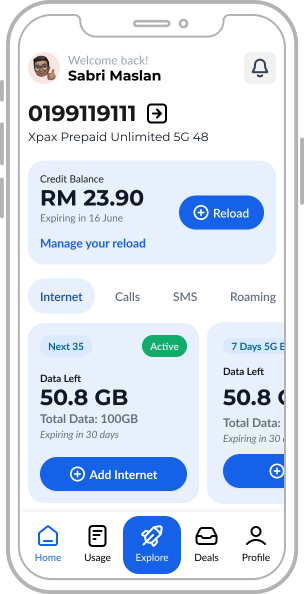 Welcome back!
Sabri Maslan
0199119111
Xpax Prepaid Unlimited 5G 48
Credit Balance
RM 23.90
Expiring in 16 June
Reload
Manage your reload
Internet Calls SMS Roaming
Next 35 Active 7 Days 5G
Data Left Data Left
50.8 GB 50.8
Total Data: 100GB Total Data:
Expiring in 30 days Expiring in 30
Add Internet
Home Usage Explore Deals Profile